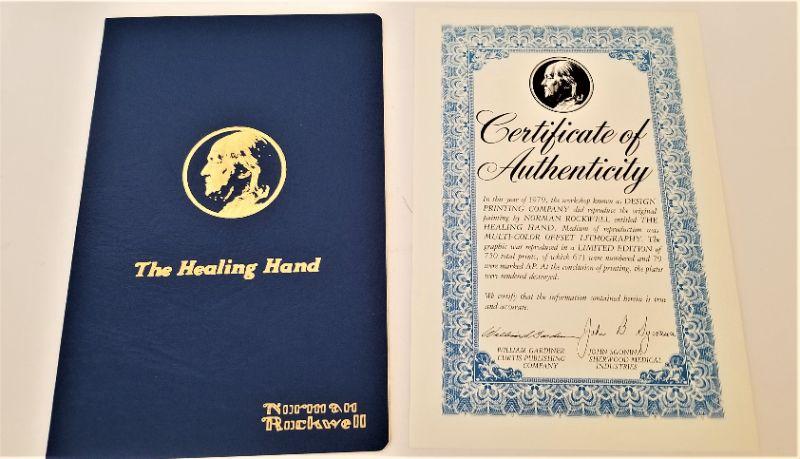 The Healing Hand
Norman
Rockwell
Certificate of
Authenticity
In this year of 1979, the workshop known as DESIGN
PRINTING COMPANY did reproduce the original
painting by NORMAN ROCKWELL entitled THE
HEALING HAND. Medium of reproduction was
MULTI-COLOR OFFSET LITHOGRAPHY. The
graphic was reproduced in a LIMITED EDITION of
750 total prints, of which 671 were numbered and 79
were marked AP. At the conclusion of printing, the plates
were rendered destroyed.
We certify that the information contained herein is true
and accurate.
WILLIAM GARDINER
CURTIS PUBLISHING
COMPANY
JOHN SGONINA
SHERWOOD MEDICAL
INDUSTRIES